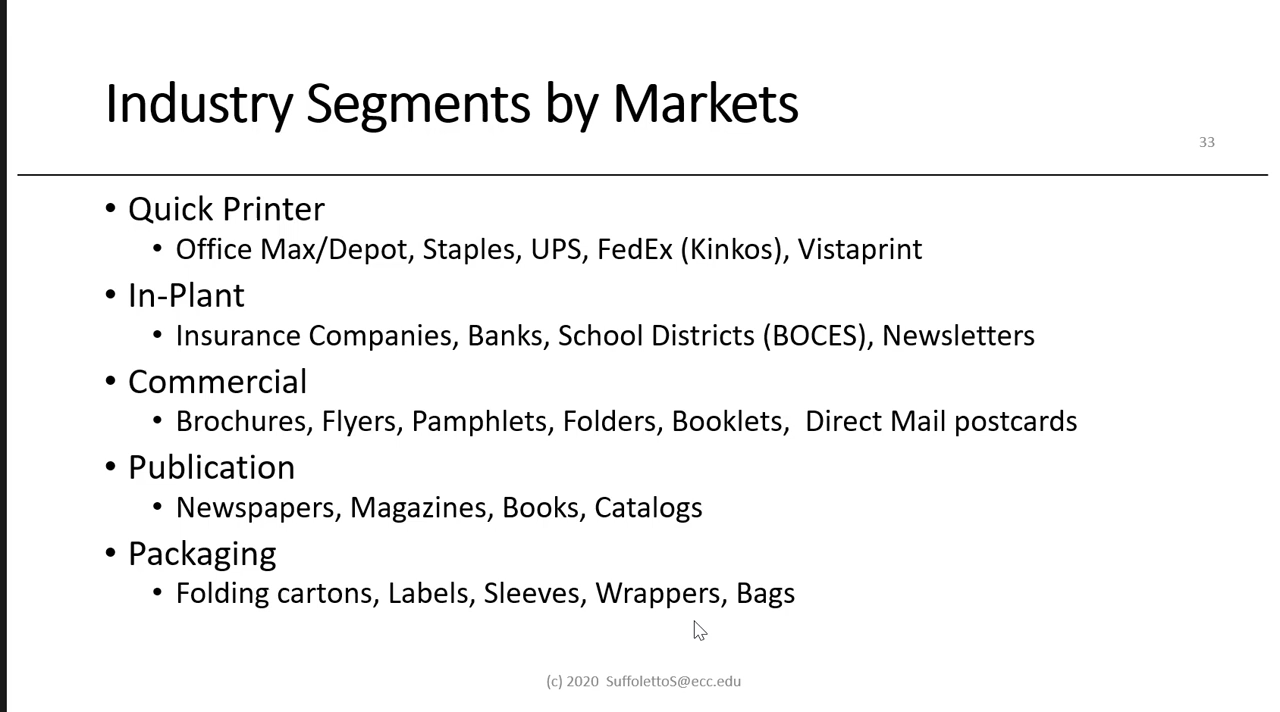 Industry Segments by Markets
33
• Quick Printer
• Office Max/Depot, Staples, UPS, FedEx (Kinkos), Vistaprint
• In-Plant
• Insurance Companies, Banks, School Districts (BOCES), Newsletters
• Commercial
• Brochures, Flyers, Pamphlets, Folders, Booklets,  Direct Mail postcards
• Publication
• Newspapers, Magazines, Books, Catalogs
• Packaging
• Folding cartons, Labels, Sleeves, Wrappers, Bags
(c) 2020  SuffolettoS@ecc.edu